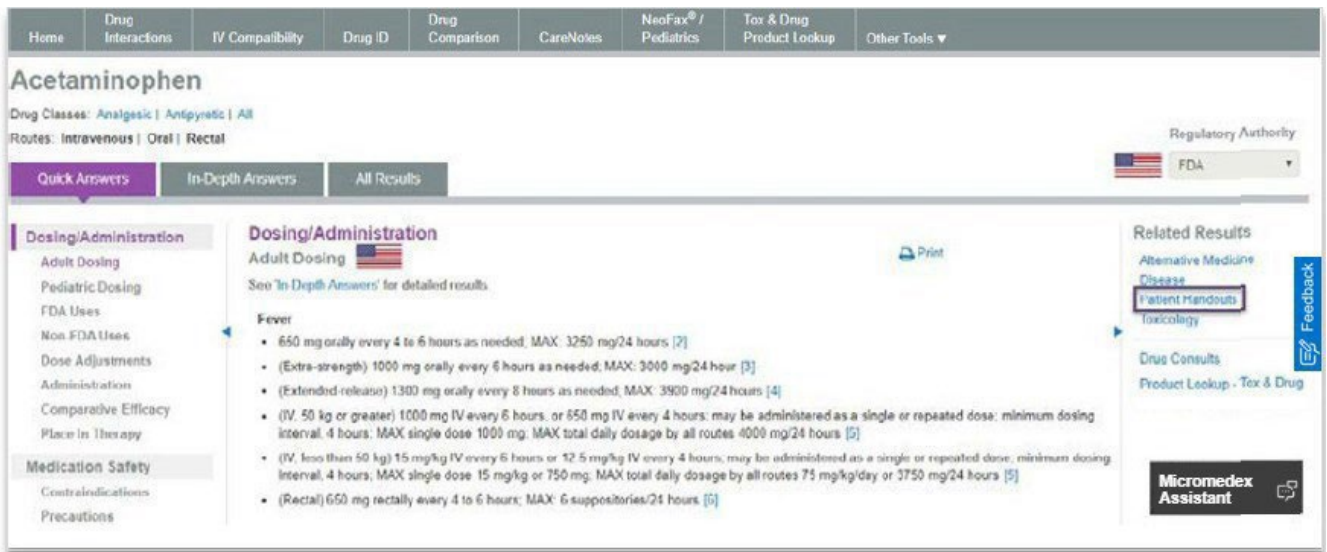 Home
Drug Interactions
IV Compatibility
Drug ID
Drug Comparison
CareNotes
NeoFax® / Pediatrics
Tox & Drug Product Lookup
Other Tools ▼
Acetaminophen
Drug Classes: Analgesic | Antipyretic | All
Routes: Intravenous | Oral | Rectal
Regulatory Authority
FDA
Quick Answers
In-Depth Answers
All Results
Dosing/Administration
Adult Dosing
Pediatric Dosing
FDA Uses
Non FDA Uses
Dose Adjustments
Administration
Comparative Efficacy
Place In Therapy
Medication Safety
Contraindications
Precautions
Dosing/Administration
Adult Dosing
Print
See 'In-Depth Answers' for detailed results.
Fever
• 650 mg orally every 4 to 6 hours as needed; MAX: 3250 mg/24 hours [2]
• (Extra-strength) 1000 mg orally every 6 hours as needed; MAX: 3000 mg/24 hour [3]
• (Extended-release) 1300 mg orally every 8 hours as needed; MAX: 3900 mg/24 hours [4]
• (IV, 50 kg or greater) 1000 mg IV every 6 hours, or 650 mg IV every 4 hours; may be administered as a single or repeated dose; minimum dosing
interval, 4 hours; MAX single dose 1000 mg; MAX total daily dosage by all routes 4000 mg/24 hours [5]
• (IV, less than 50 kg) 15 mg/kg IV every 6 hours or 12.5 mg/kg IV every 4 hours; may be administered as a single or repeated dose; minimum dosing
interval, 4 hours; MAX single dose 15 mg/kg or 750 mg; MAX total daily dosage by all routes 75 mg/kg/day or 3750 mg/24 hours [5]
• (Rectal) 650 mg rectally every 4 to 6 hours; MAX: 6 suppositories/24 hours [6]
Related Results
Alternative Medicine
Disease
Patient Handouts
Toxicology
Drug Consults
Product Lookup - Tox & Drug
Feedback
Micromedex
Assistant